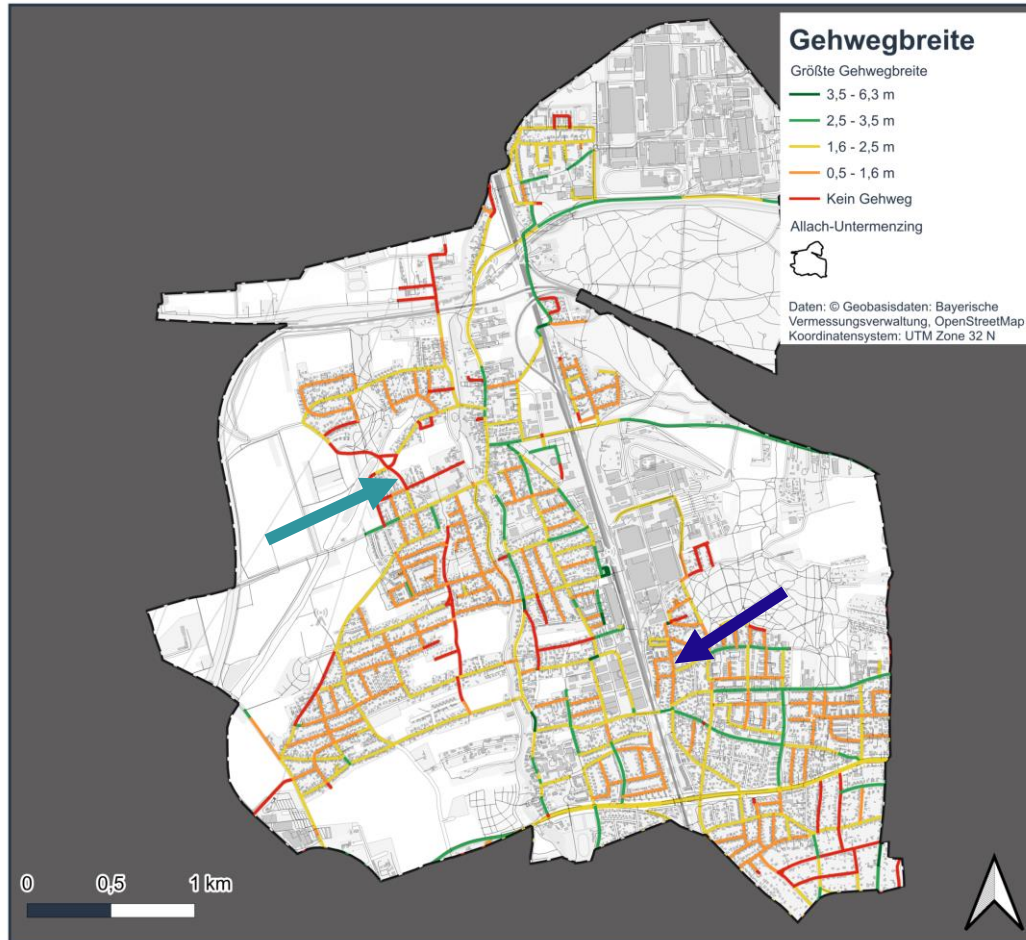 Gehwegbreite
Größte Gehwegbreite
3,5 - 6,3 m
2,5 - 3,5 m
1,6 - 2,5 m
0,5 - 1,6 m
Kein Gehweg
Allach-Untermenzing
Daten: © Geobasisdaten: Bayerische
Vermessungsverwaltung, OpenStreetMap
Koordinatensystem: UTM Zone 32 N
0 0,5 1 km